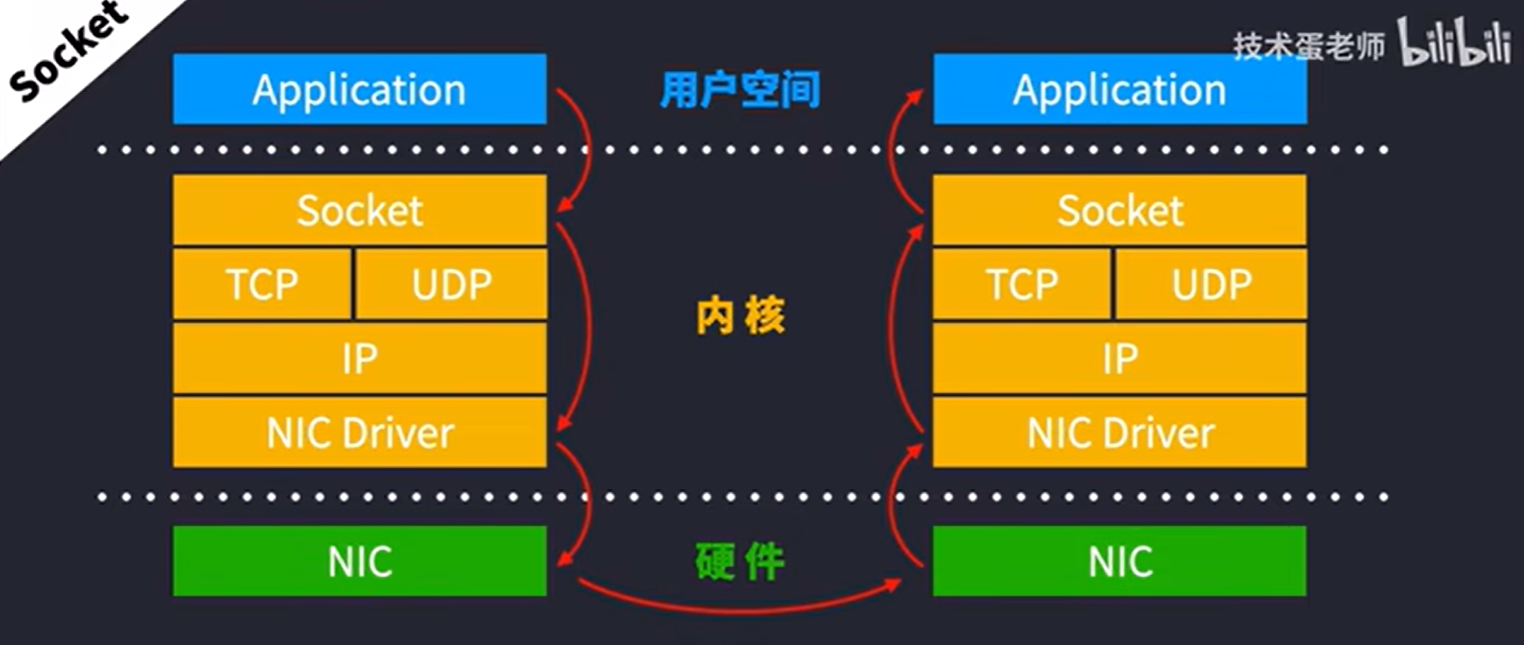 Socket
技术蛋老师 bilibili
Application
用户空间
Application
Socket
Socket
TCP UDP
TCP UDP
内核
IP
IP
NIC Driver
NIC Driver
NIC
硬件
NIC